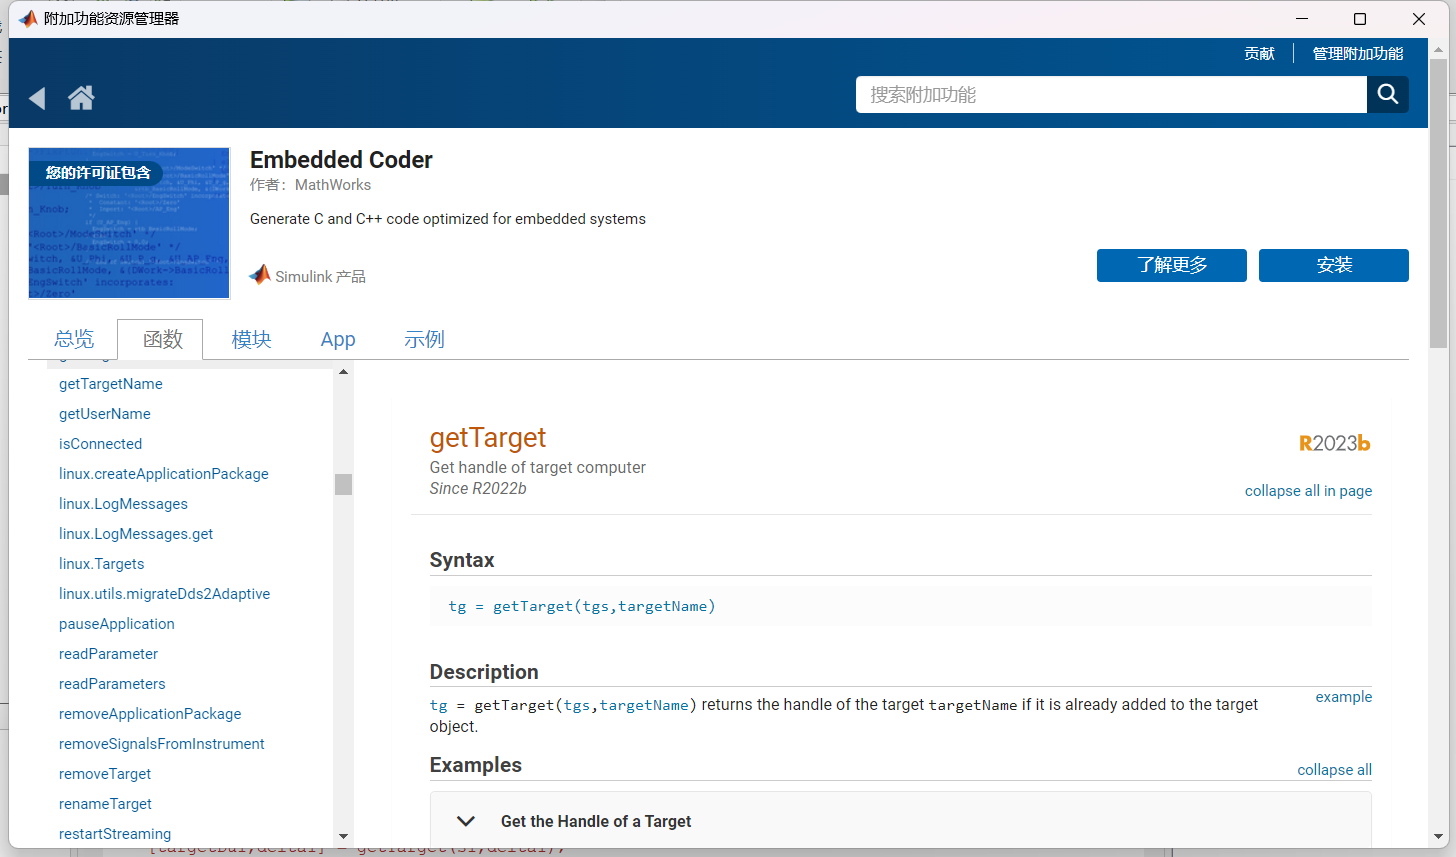 附加功能资源管理器
贡献
管理附加功能
搜索附加功能
您的许可证包含
Embedded Coder
作者：MathWorks
Generate C and C++ code optimized for embedded systems
Simulink 产品
了解更多
安装
总览
函数
模块
App
示例
getTargetName
getUserName
isConnected
linux.createApplicationPackage
linux.LogMessages
linux.LogMessages.get
linux.Targets
linux.utils.migrateDds2Adaptive
pauseApplication
readParameter
readParameters
removeApplicationPackage
removeSignalsFromInstrument
removeTarget
renameTarget
restartStreaming
getTarget
R2023b
Get handle of target computer
Since R2022b
collapse all in page
Syntax
tg = getTarget(tgs,targetName)
Description
tg = getTarget(tgs,targetName) returns the handle of the target targetName if it is already added to the target
object.
example
Examples
collapse all
Get the Handle of a Target